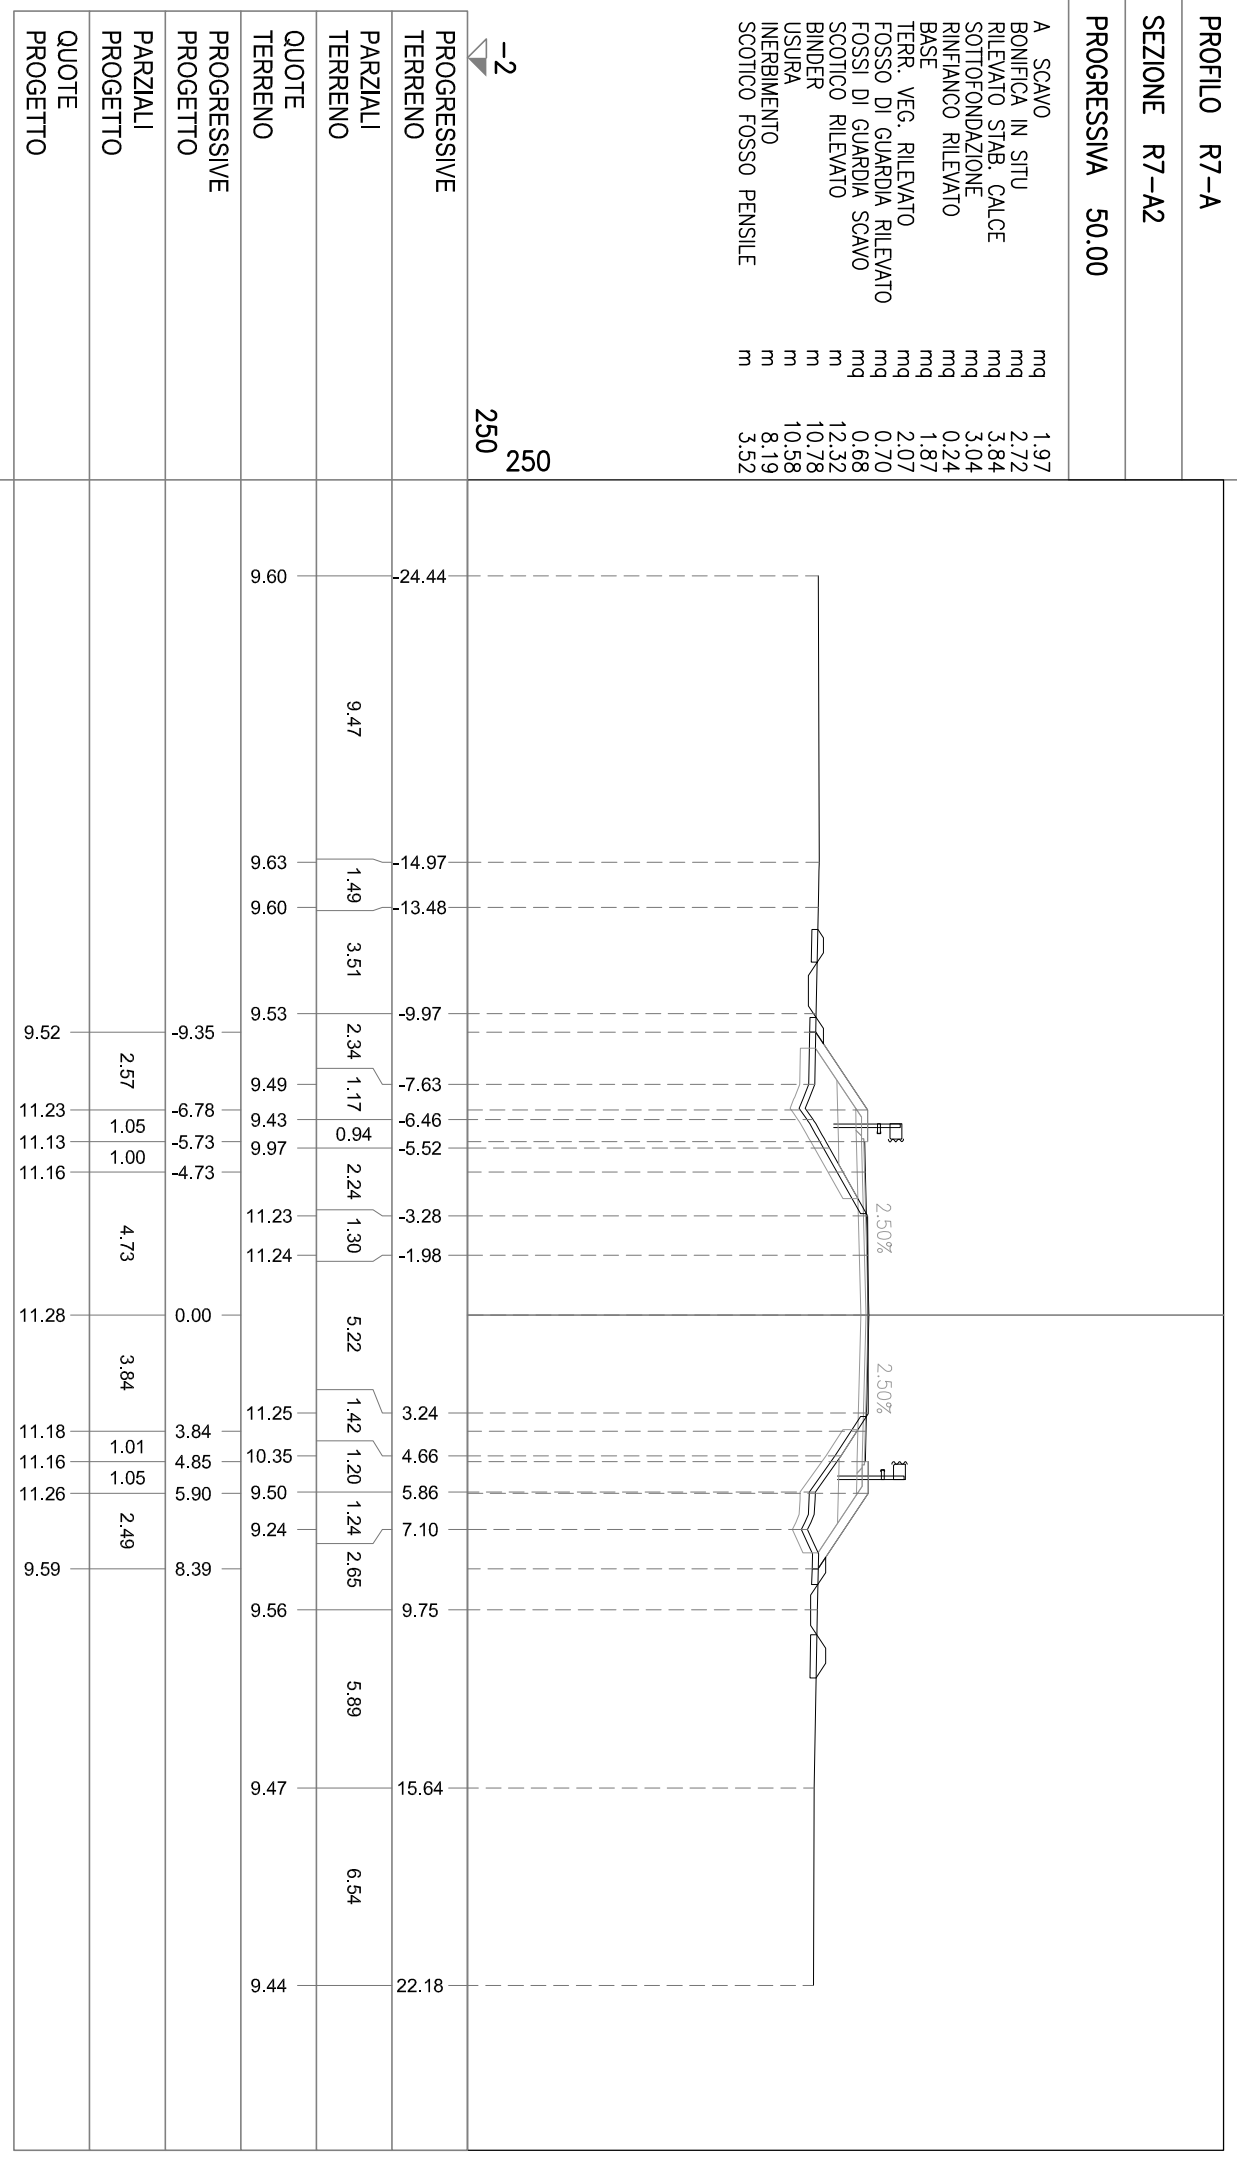 PROFILO R7-A
SEZIONE R7-A2
PROGRESSIVA 50.00
A SCAVO mq 1.97
BONIFICA IN SITU mq 2.72
RILEVATO STAB. CALCE mq 3.84
SOTTOFONDAZIONE mq 3.04
RINFIANCO RILEVATO mq 0.24
BASE mq 1.87
TERR. VEG. RILEVATO mq 2.07
FOSSO DI GUARDIA RILEVATO mq 0.70
FOSSI DI GUARDIA SCAVO mq 0.68
SCOTICO RILEVATO m 12.32
BINDER m 10.78
USURA m 10.58
INERBIMENTO m 8.19
SCOTICO FOSSO PENSILE m 3.52
2.50% 2.50%
250
250
-2
PROGRESSIVE
TERRENO
-24.44 -14.97 -13.48 -9.97 -7.63 -6.46 -5.52 -3.28 -1.98 3.24 4.66 5.86 7.10 9.75 15.64 22.18
PARZIALI
TERRENO
9.47 1.49 3.51 2.34 1.17 0.94 2.24 1.30 5.22 1.42 1.20 1.24 2.65 5.89 6.54
QUOTE
TERRENO
9.60 9.63 9.60 9.53 9.49 9.43 9.97 11.23 11.24 11.25 10.35 9.50 9.24 9.56 9.47 9.44
PROGRESSIVE
PROGETTO
-9.35 -6.78 -5.73 -4.73 0.00 3.84 4.85 5.90 8.39
PARZIALI
PROGETTO
2.57 1.05 1.00 4.73 3.84 1.01 1.05 2.49
QUOTE
PROGETTO
9.52 11.23 11.13 11.16 11.28 11.18 11.16 11.26 9.59